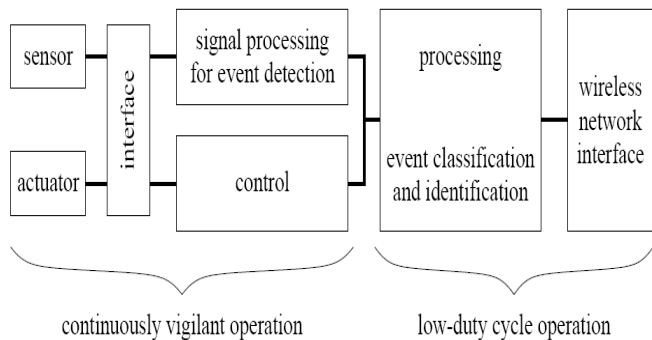 sensor
actuator
interface
signal processing
for event detection
control
processing
event classification
and identification
wireless
network
interface
continuously vigilant operation
low-duty cycle operation